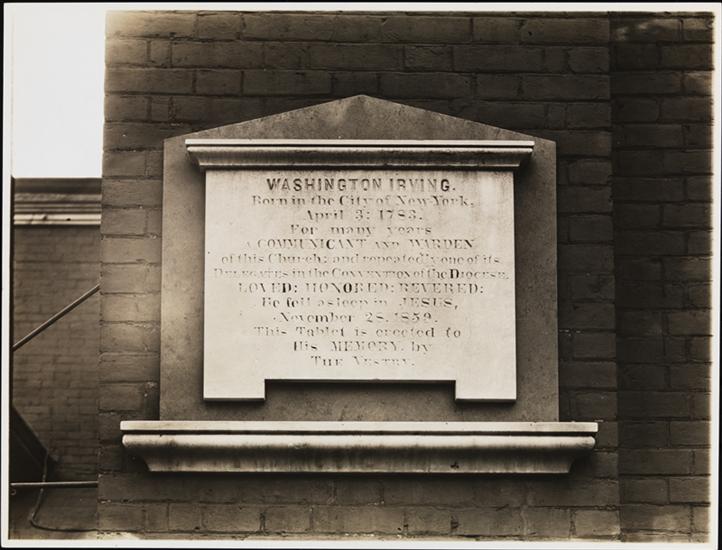 WASHINGTON IRVING.
Born in the City of New-York,
April 3: 1783.
For many years
A COMMUNICANT AND WARDEN
of this Church: and repeatedly one of its
DELEGATES in the CONVENTION of the DIOCESE.
LOVED: HONORED: REVERED:
He fell asleep in JESUS,
November 28, 1859.
This Tablet is erected to
His MEMORY, by
THE VESTRY.